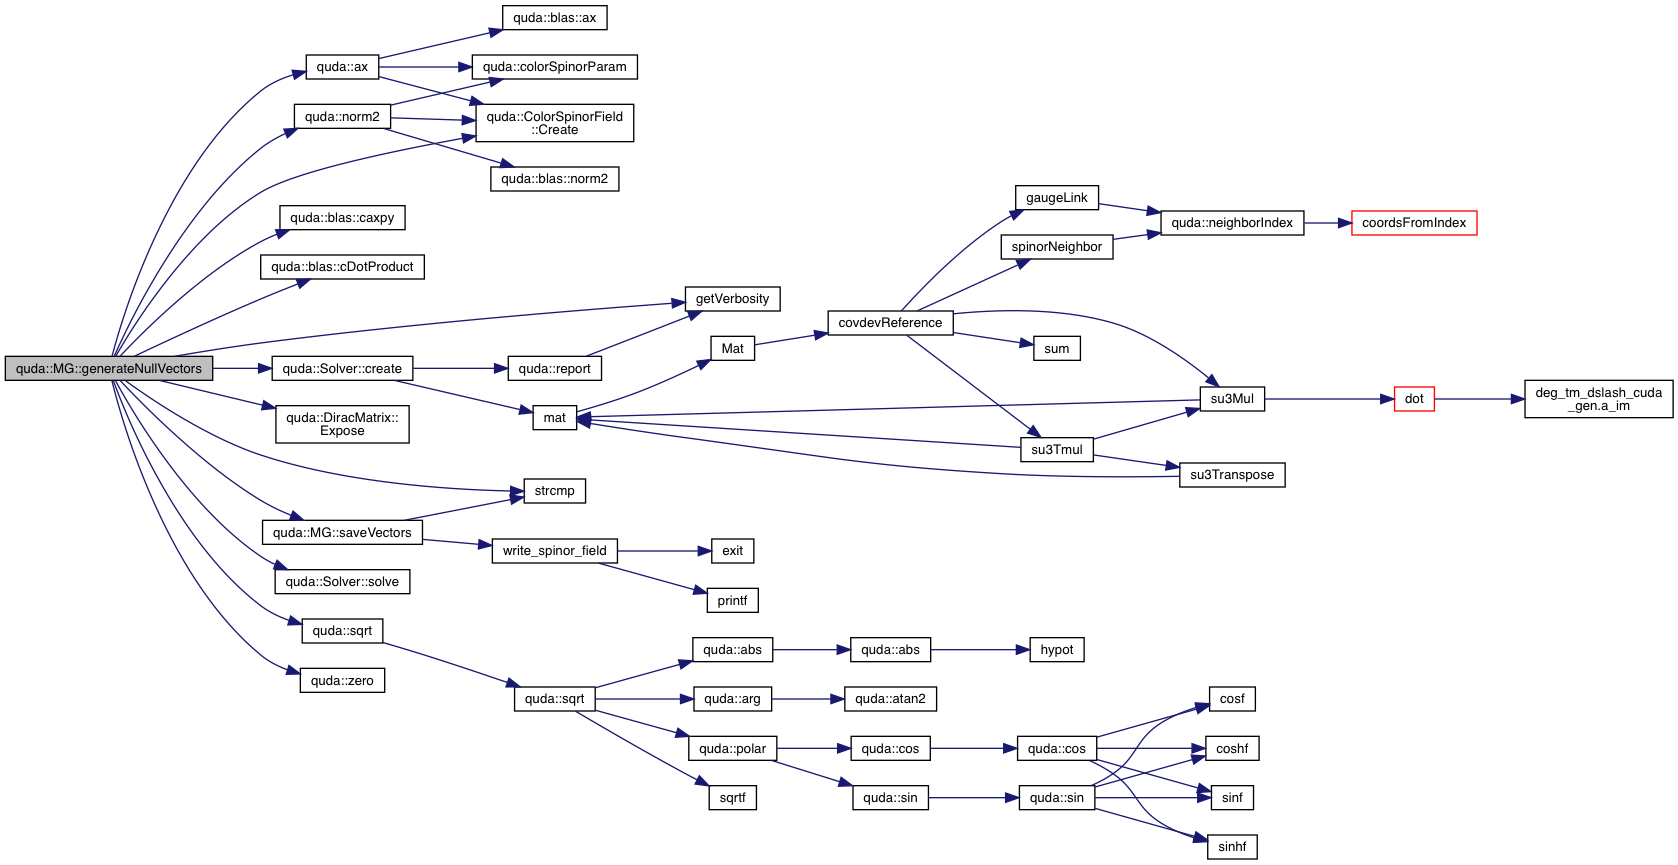 quda::MG::generateNullVectors
quda::ax
quda::norm2
quda::blas::ax
quda::colorSpinorParam
quda::ColorSpinorField
::Create
quda::blas::norm2
quda::blas::caxpy
quda::blas::cDotProduct
getVerbosity
quda::Solver::create
quda::report
quda::DiracMatrix::
Expose
mat
Mat
covdevReference
gaugeLink
spinorNeighbor
quda::neighborIndex
coordsFromIndex
sum
su3Mul
su3Tmul
su3Transpose
dot
deg_tm_dslash_cuda
_gen.a_im
strcmp
quda::MG::saveVectors
write_spinor_field
exit
printf
quda::Solver::solve
quda::sqrt
quda::zero
quda::sqrt
quda::abs
quda::abs
hypot
quda::arg
quda::atan2
quda::polar
quda::cos
quda::cos
sqrtf
quda::sin
quda::sin
cosf
coshf
sinf
sinhf